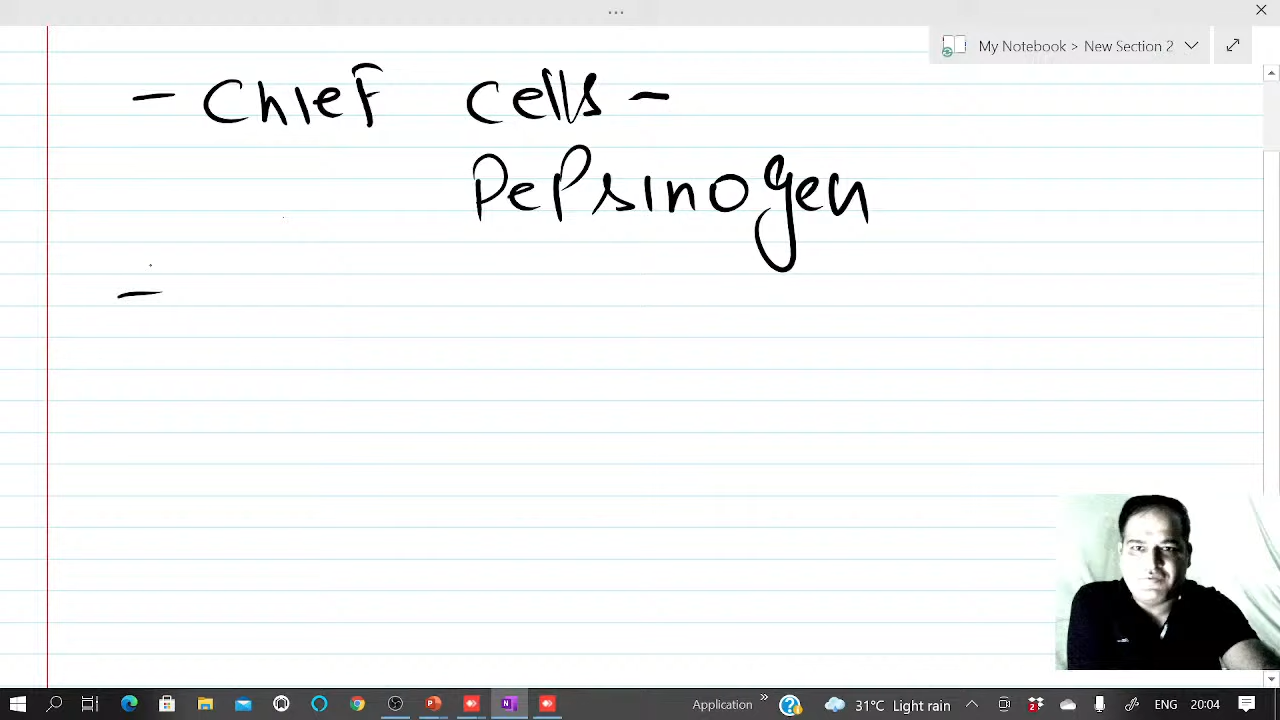 ...
My Notebook > New Section 2
- Chief cells -
Pepsinogen
-
Application
31°C Light rain
ENG
20:04